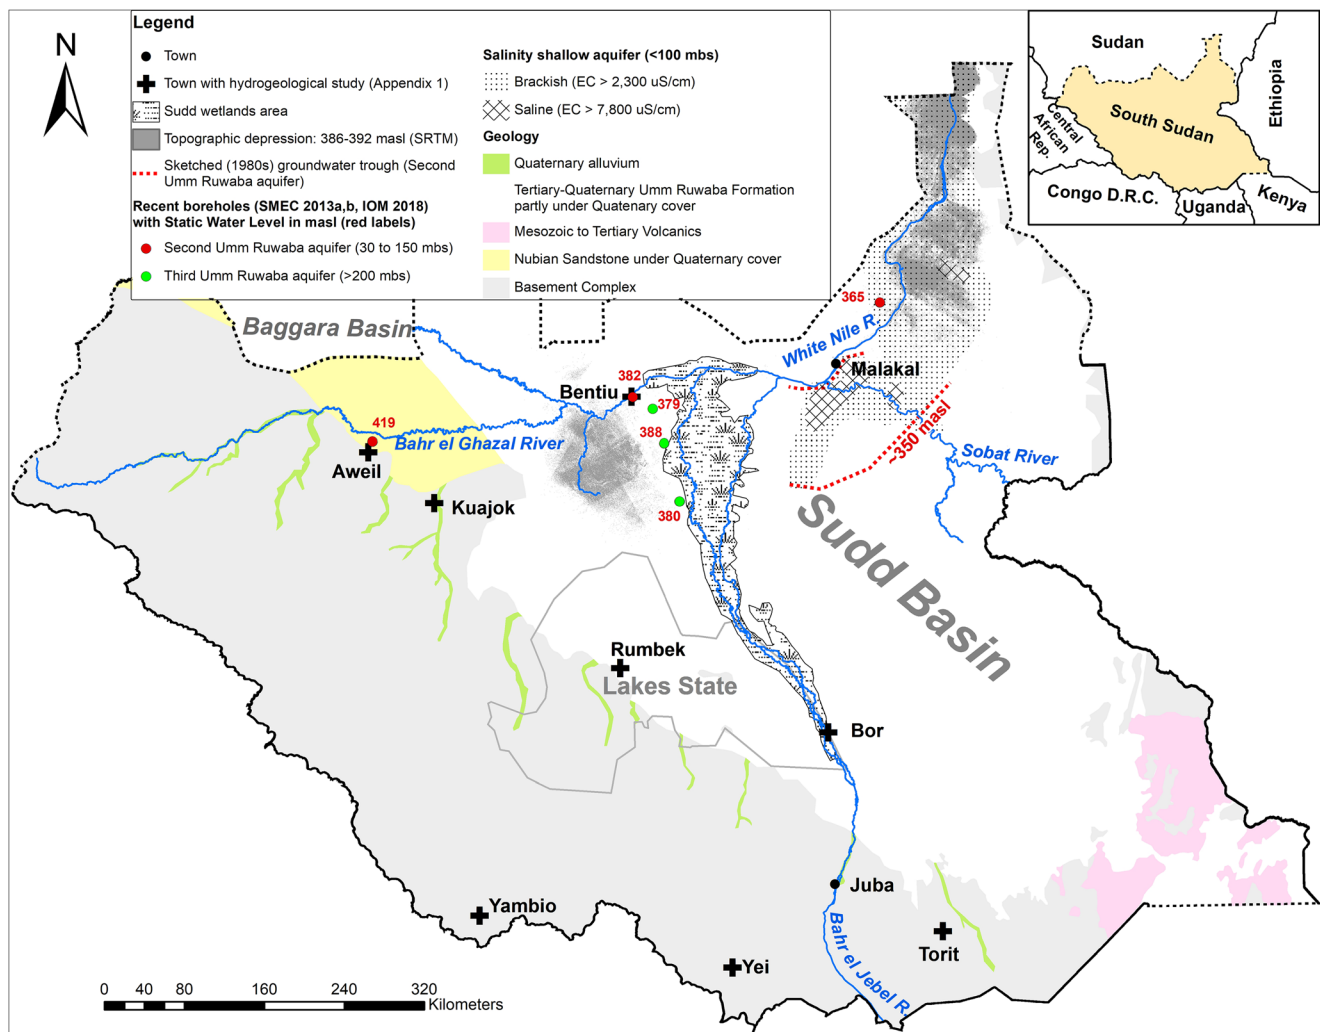 N
Legend
Town
Town with hydrogeological study (Appendix 1)
Sudd wetlands area
Topographic depression: 386-392 masl (SRTM)
Sketched (1980s) groundwater trough (Second
Umm Ruwaba aquifer)
Recent boreholes (SMEC 2013a,b, IOM 2018)
with Static Water Level in masl (red labels)
Second Umm Ruwaba aquifer (30 to 150 mbs)
Third Umm Ruwaba aquifer (>200 mbs)
Salinity shallow aquifer (<100 mbs)
Brackish (EC > 2,300 uS/cm)
Saline (EC > 7,800 uS/cm)
Geology
Quaternary alluvium
Tertiary-Quaternary Umm Ruwaba Formation
partly under Quaternary cover
Mesozoic to Tertiary Volcanics
Nubian Sandstone under Quaternary cover
Basement Complex
Sudan
Ethiopia
South Sudan
Central
African
Rep.
Congo D.R.C.
Uganda
Kenya
Baggara Basin
365
White Nile R.
Malakal
382
Bentiu
379
419
388
Bahr el Ghazal River
~350 masl
Sobat River
Aweil
Kuajok
380
Sudd Basin
Rumbek
Lakes State
Bor
Juba
Yambio
Bahr el Jebel R.
Torit
Yei
0 40 80 160 240 320
Kilometers